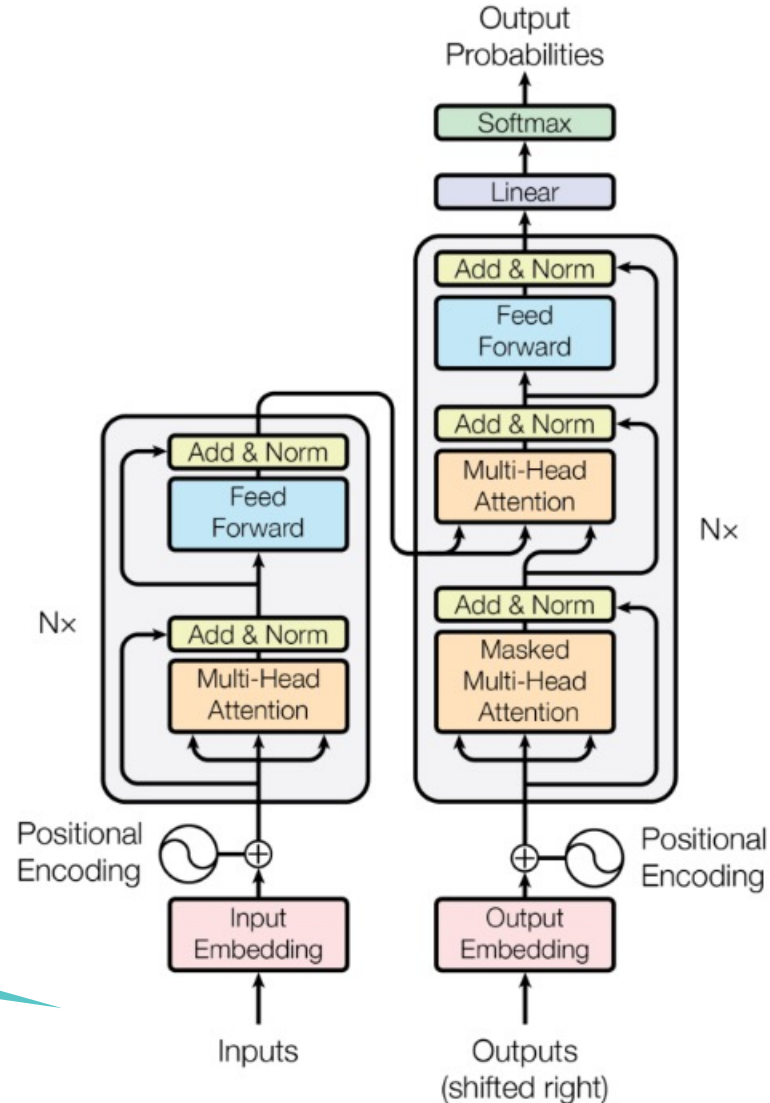 Output
Probabilities
Softmax
Linear
Add & Norm
Feed
Forward
Add & Norm
Multi-Head
Attention
Add & Norm
Masked
Multi-Head
Attention
N×
Positional
Encoding
Output
Embedding
Outputs
(shifted right)
Add & Norm
Feed
Forward
Add & Norm
Multi-Head
Attention
N×
Positional
Encoding
Input
Embedding
Inputs